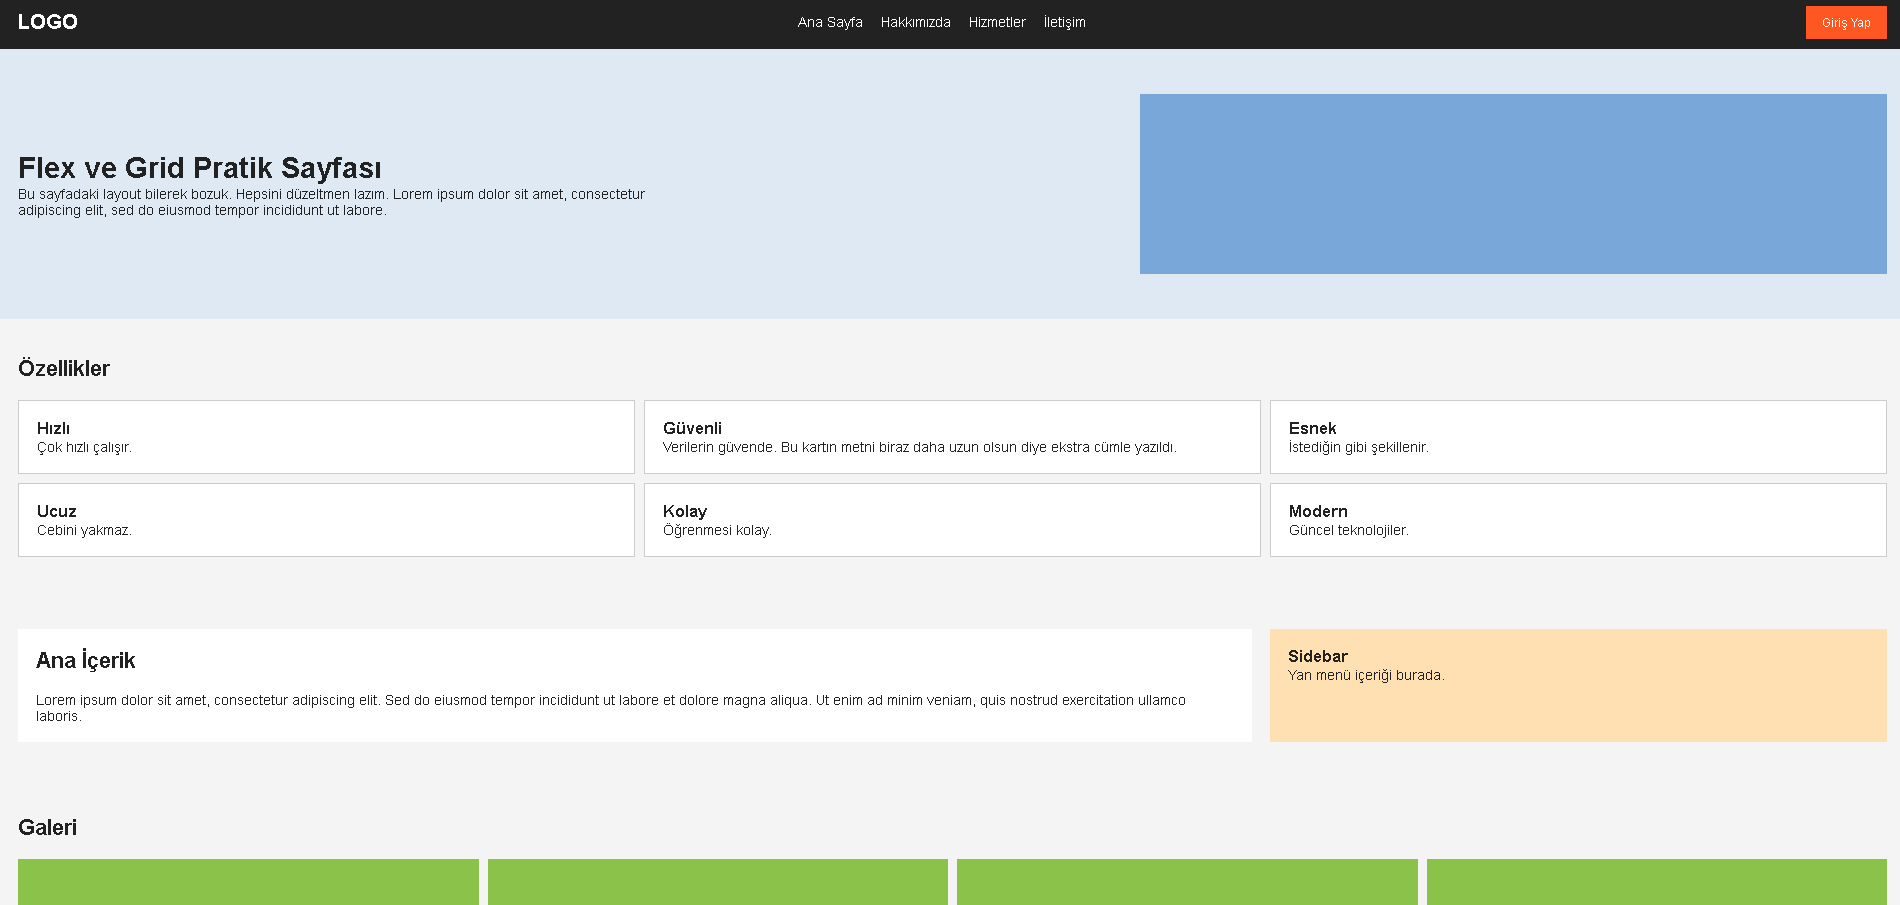 LOGO
Ana Sayfa Hakkımızda Hizmetler İletişim
Giriş Yap
Flex ve Grid Pratik Sayfası
Bu sayfadaki layout bilerek bozuk. Hepsini düzeltmen lazım. Lorem ipsum dolor sit amet, consectetur
adipiscing elit, sed do eiusmod tempor incididunt ut labore.
Özellikler
Hızlı
Çok hızlı çalışır.
Güvenli
Verilerin güvende. Bu kartın metni biraz daha uzun olsun diye ekstra cümle yazıldı.
Esnek
İstediğin gibi şekillenir.
Ucuz
Cebini yakmaz.
Kolay
Öğrenmesi kolay.
Modern
Güncel teknolojiler.
Ana İçerik
Lorem ipsum dolor sit amet, consectetur adipiscing elit. Sed do eiusmod tempor incididunt ut labore et dolore magna aliqua. Ut enim ad minim veniam, quis nostrud exercitation ullamco
laboris.
Sidebar
Yan menü içeriği burada.
Galeri